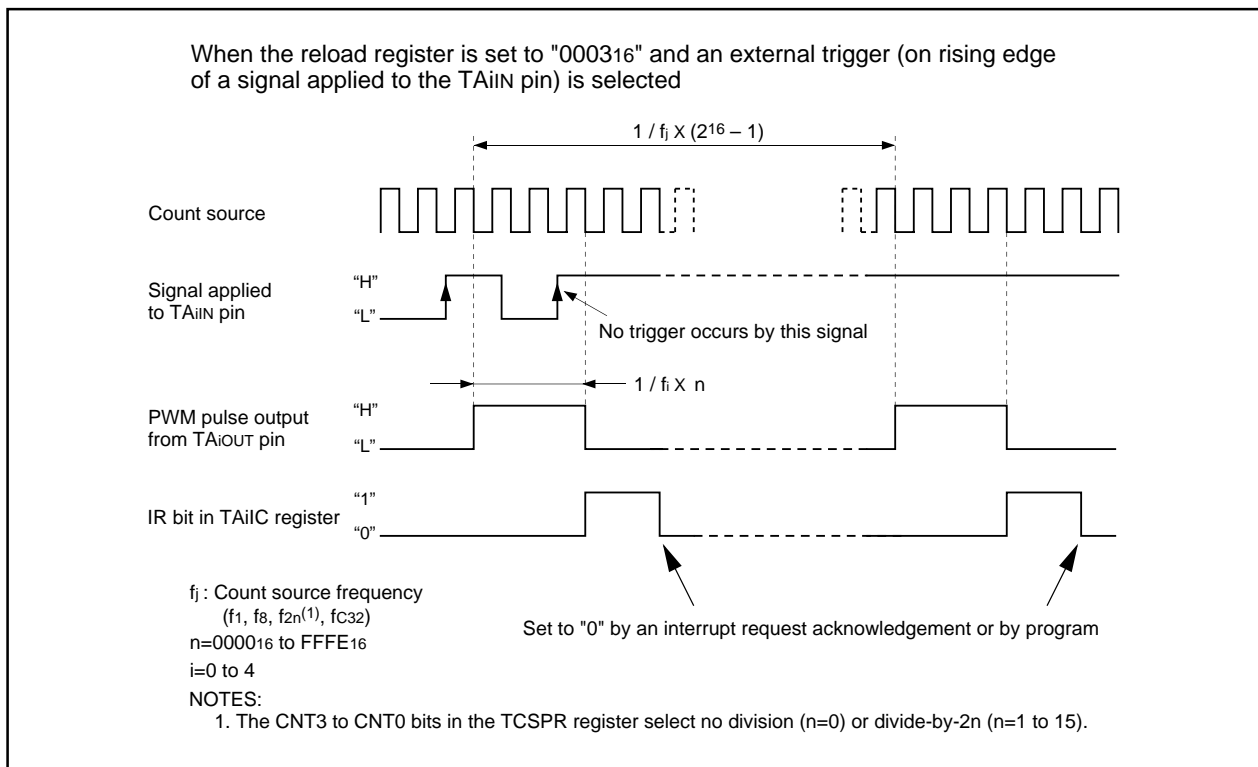 When the reload register is set to "000316" and an external trigger (on rising edge
of a signal applied to the TAiIN pin) is selected
1 / fj X (216 – 1)
Count source
Signal applied
to TAiIN pin
“H”
“L”
No trigger occurs by this signal
1 / fi X n
PWM pulse output
from TAiOUT pin
“H”
“L”
IR bit in TAiIC register
“1”
“0”
fj : Count source frequency
(f1, f8, f2n(1), fC32)
Set to "0" by an interrupt request acknowledgement or by program
n=000016 to FFFE16
i=0 to 4
NOTES:
1. The CNT3 to CNT0 bits in the TCSPR register select no division (n=0) or divide-by-2n (n=1 to 15).